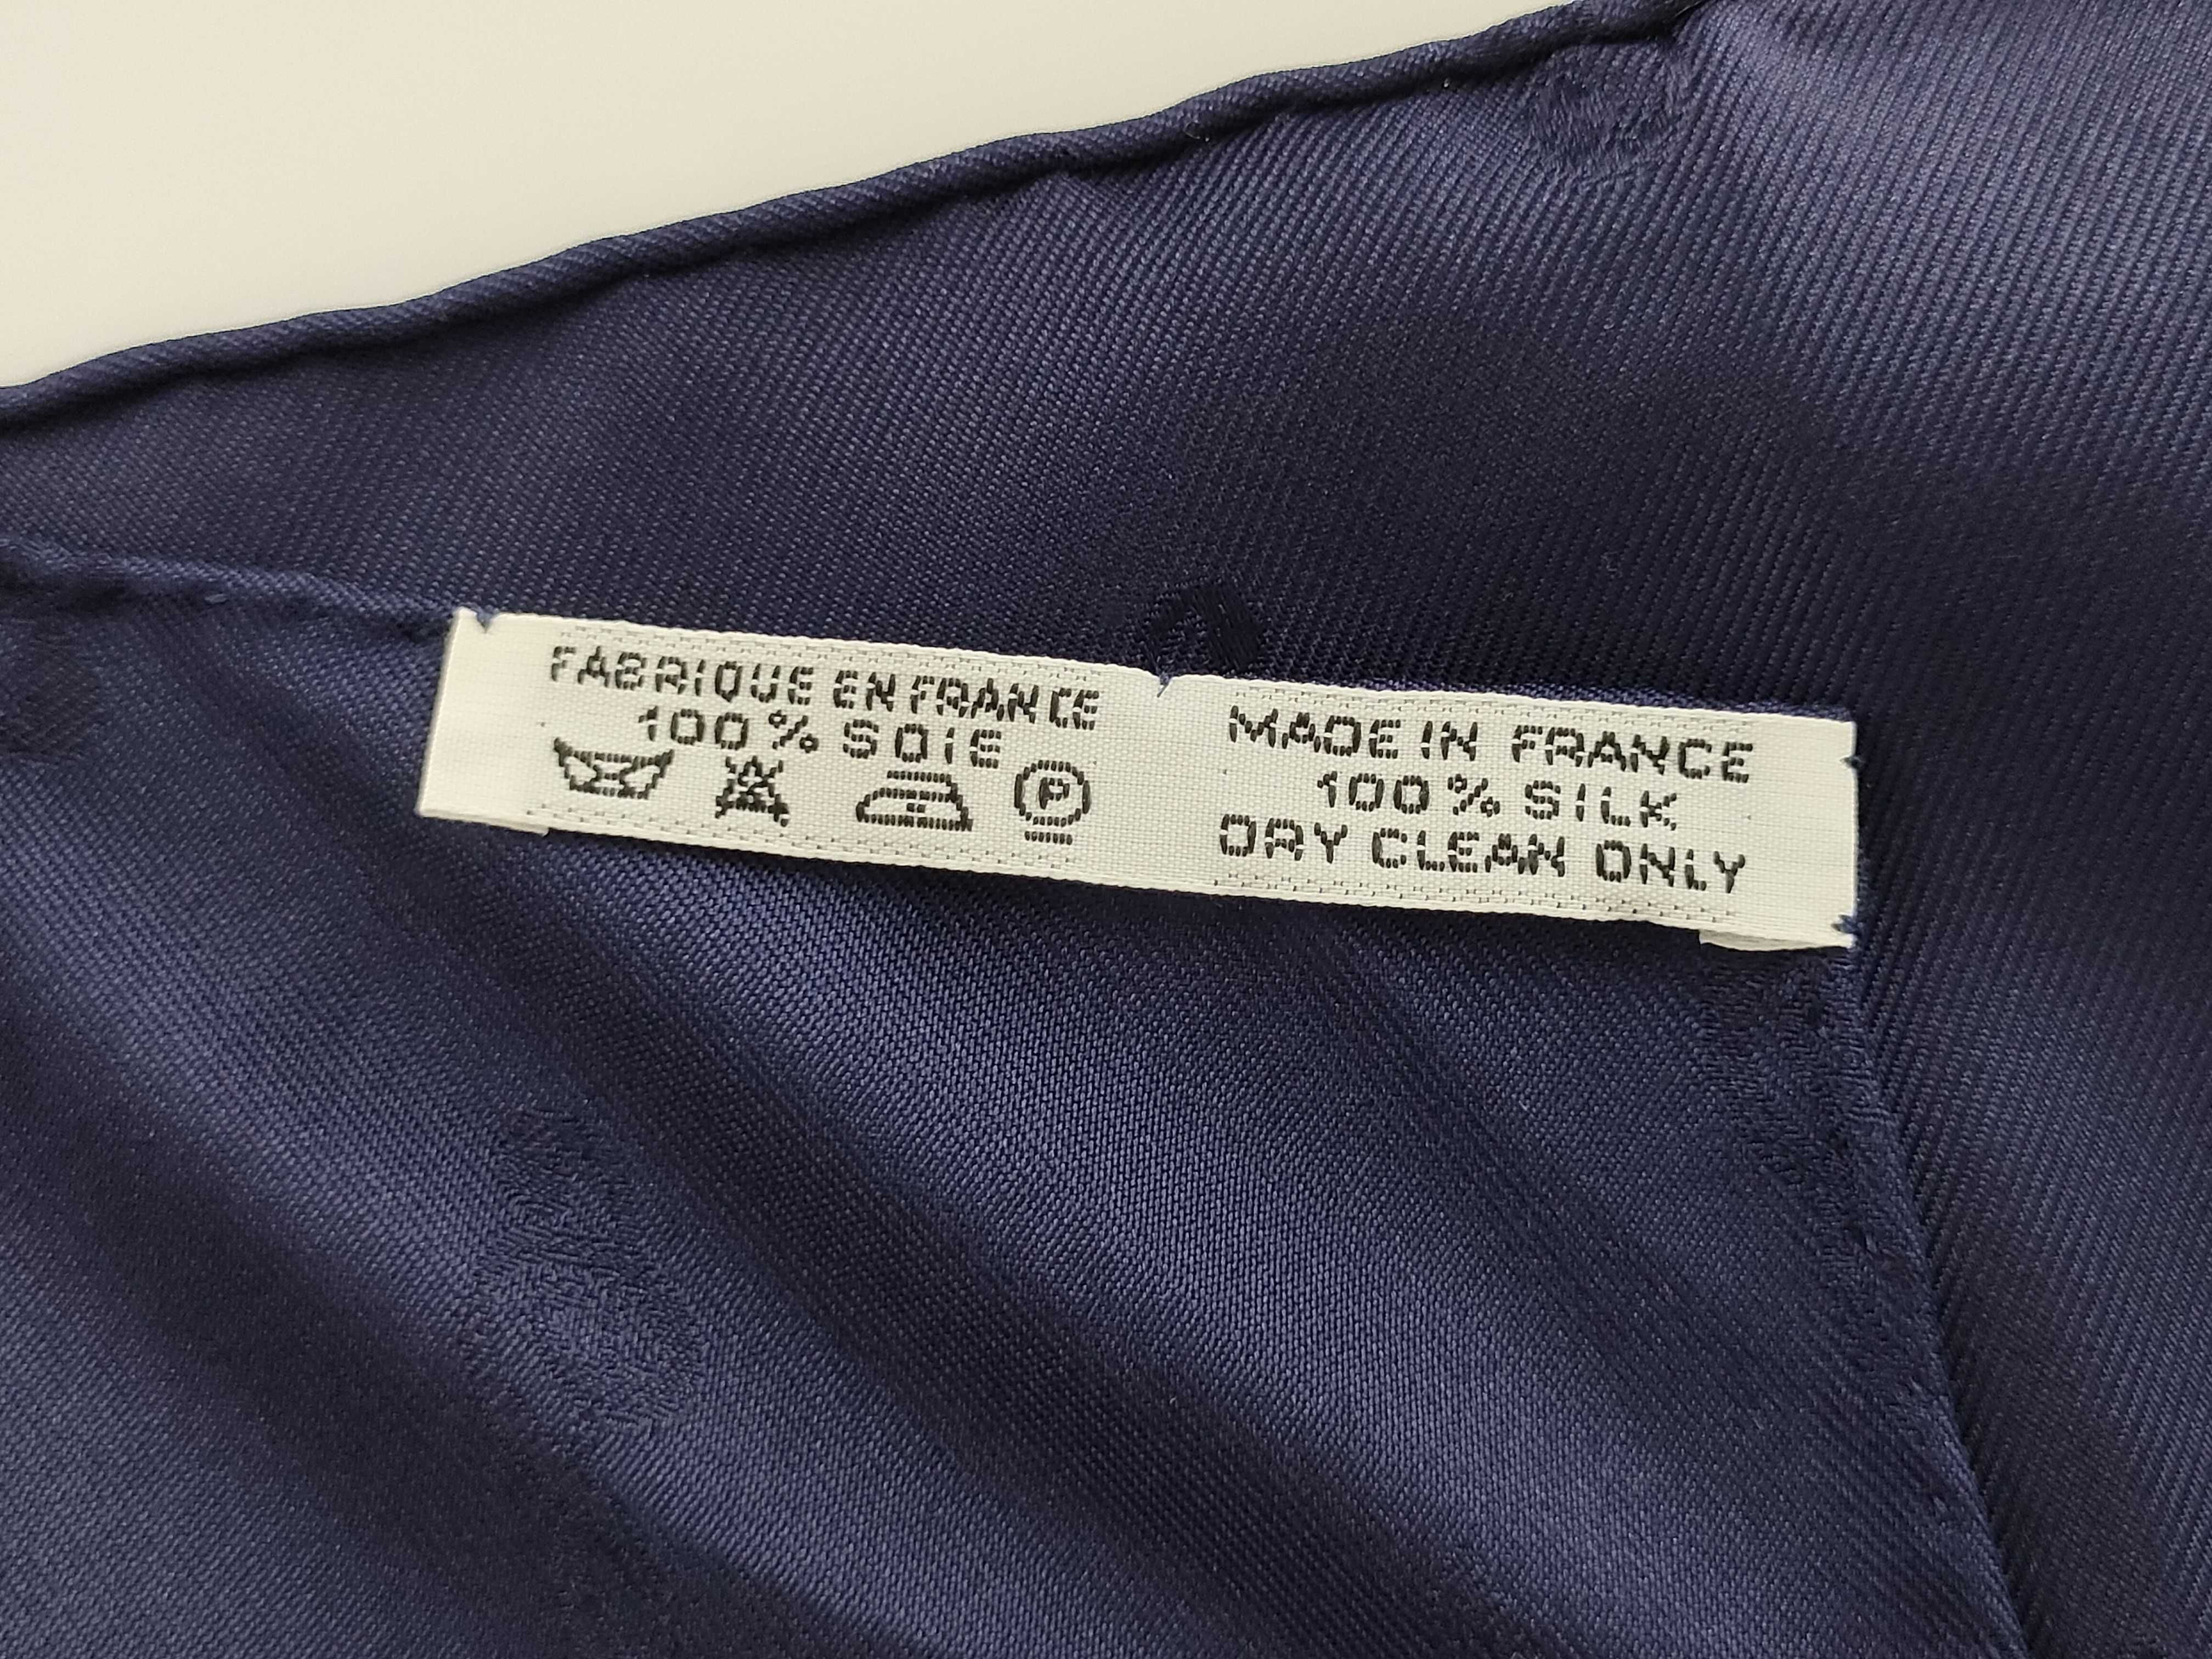 FABRIQUE EN FRANCE
100% SOIE
P
MADE IN FRANCE
100% SILK
DRY CLEAN ONLY